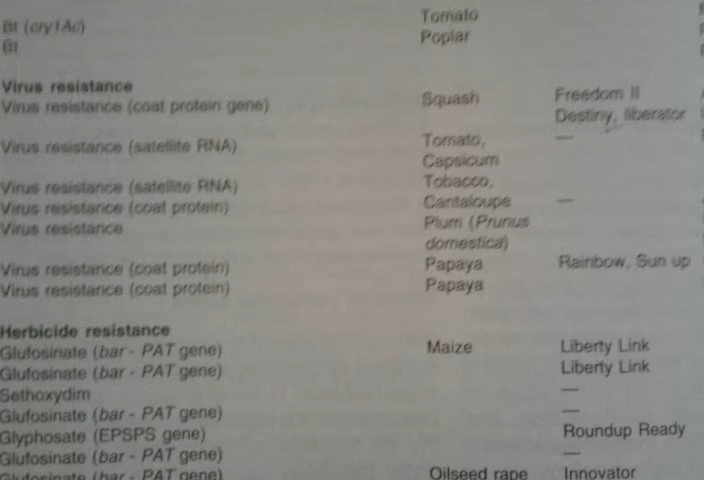 Bt (cry1Ac) Tomato
Bt Poplar
Virus resistance
Virus resistance (coat protein gene) Squash Freedom II
Destiny, liberator
Virus resistance (satellite RNA) Tomato, —
Capsicum
Virus resistance (satellite RNA) Tobacco,
Virus resistance (coat protein) Cantaloupe —
Virus resistance Plum (Prunus
domestica)
Virus resistance (coat protein) Papaya Rainbow, Sun up
Virus resistance (coat protein) Papaya
Herbicide resistance
Glufosinate (bar - PAT gene) Maize Liberty Link
Glufosinate (bar - PAT gene) Liberty Link
Sethoxydim —
Glufosinate (bar - PAT gene) —
Glyphosate (EPSPS gene) Roundup Ready
Glufosinate (bar - PAT gene) —
Glufosinate (bar - PAT gene) Oilseed rape Innovator